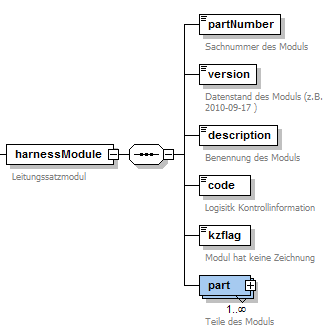 partNumber
Sachnummer des Moduls
version
Datenstand des Moduls (z.B.
2010-09-17 )
description
Benennung des Moduls
harnessModule
Leitungssatzmodul
code
Logisitk Kontrollinformation
kzflag
Modul hat keine Zeichnung
part
1..∞
Teile des Moduls